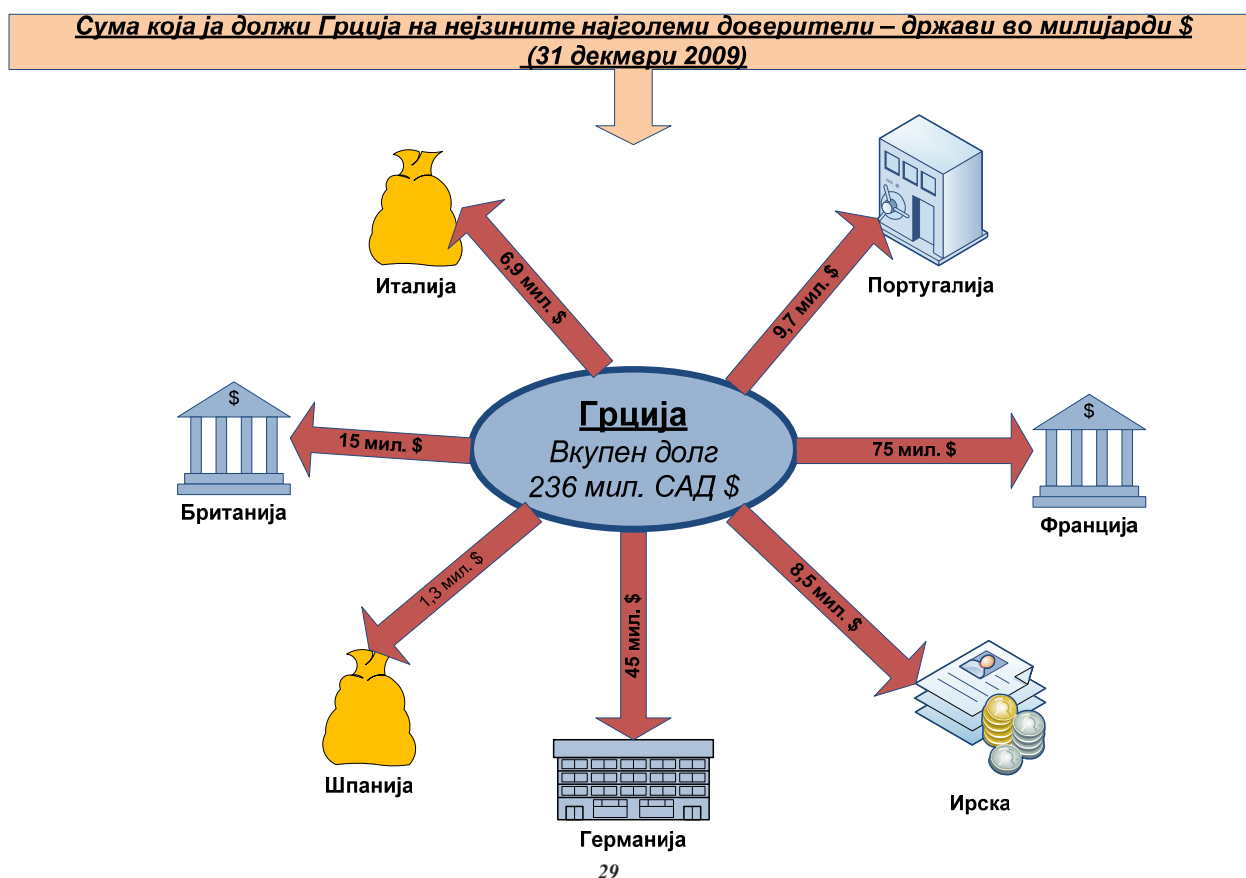 Сума која ја должи Грција на нејзините најголеми доверители – држави во милијарди $
(31 декмври 2009)
6,9 мил. $
Италија
9,7 мил. $
Португалија
Грција
Вкупен долг
236 мил. САД $
$
15 мил. $
Британија
75 мил. $
$
Франција
1,3 мил. $
Шпанија
45 мил. $
Германија
8,5 мил. $
Ирска
29